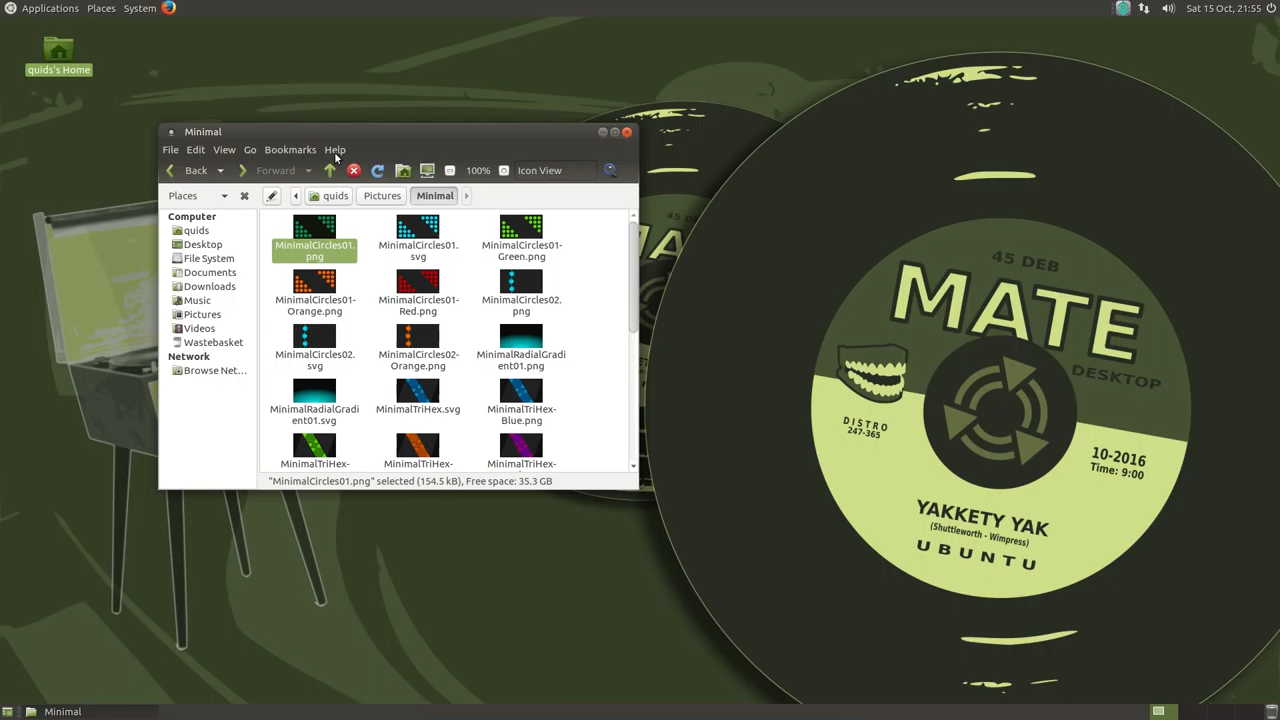 Applications Places System
Sat 15 Oct, 21:55
quids's Home
Minimal
File Edit View Go Bookmarks Help
Back Forward 100% Icon View
Places quids Pictures Minimal
Computer
quids
Desktop
File System
Documents
Downloads
Music
Pictures
Videos
Wastebasket
Network
Browse Net...
MinimalCircles01.
png
MinimalCircles01.
svg
MinimalCircles01-
Green.png
MinimalCircles01-
Orange.png
MinimalCircles01-
Red.png
MinimalCircles02.
png
MinimalCircles02.
svg
MinimalCircles02-
Orange.png
MinimalRadialGradi
ent01.png
MinimalRadialGradi
ent01.svg
MinimalTriHex.svg
MinimalTriHex-
Blue.png
MinimalTriHex-
MinimalTriHex-
MinimalTriHex-
"MinimalCircles01.png" selected (154.5 kB), Free space: 35.3 GB
45 DEB
45 DEB
MATE
DESKTOP
DISTRO
247-365
10-2016
Time: 9:00
YAKKETY YAK
(Shuttleworth - Wimpress)
UBUNTU
Minimal